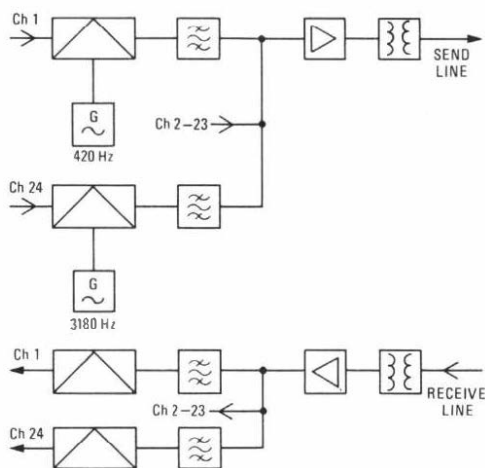 Ch 1
G
420 Hz
SEND
LINE
Ch 2–23
Ch 24
G
3180 Hz
Ch 1
Ch 2–23
RECEIVE
LINE
Ch 24